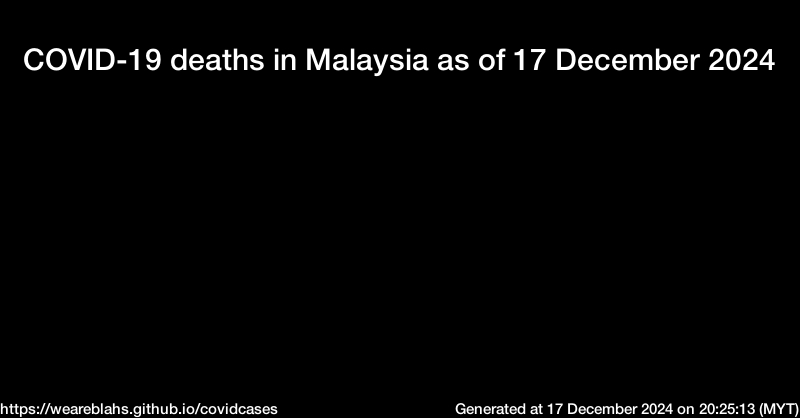 COVID-19 deaths in Malaysia as of 17 December 2024
https://weareblahs.github.io/covidcases
Generated at 17 December 2024 on 20:25:13 (MYT)